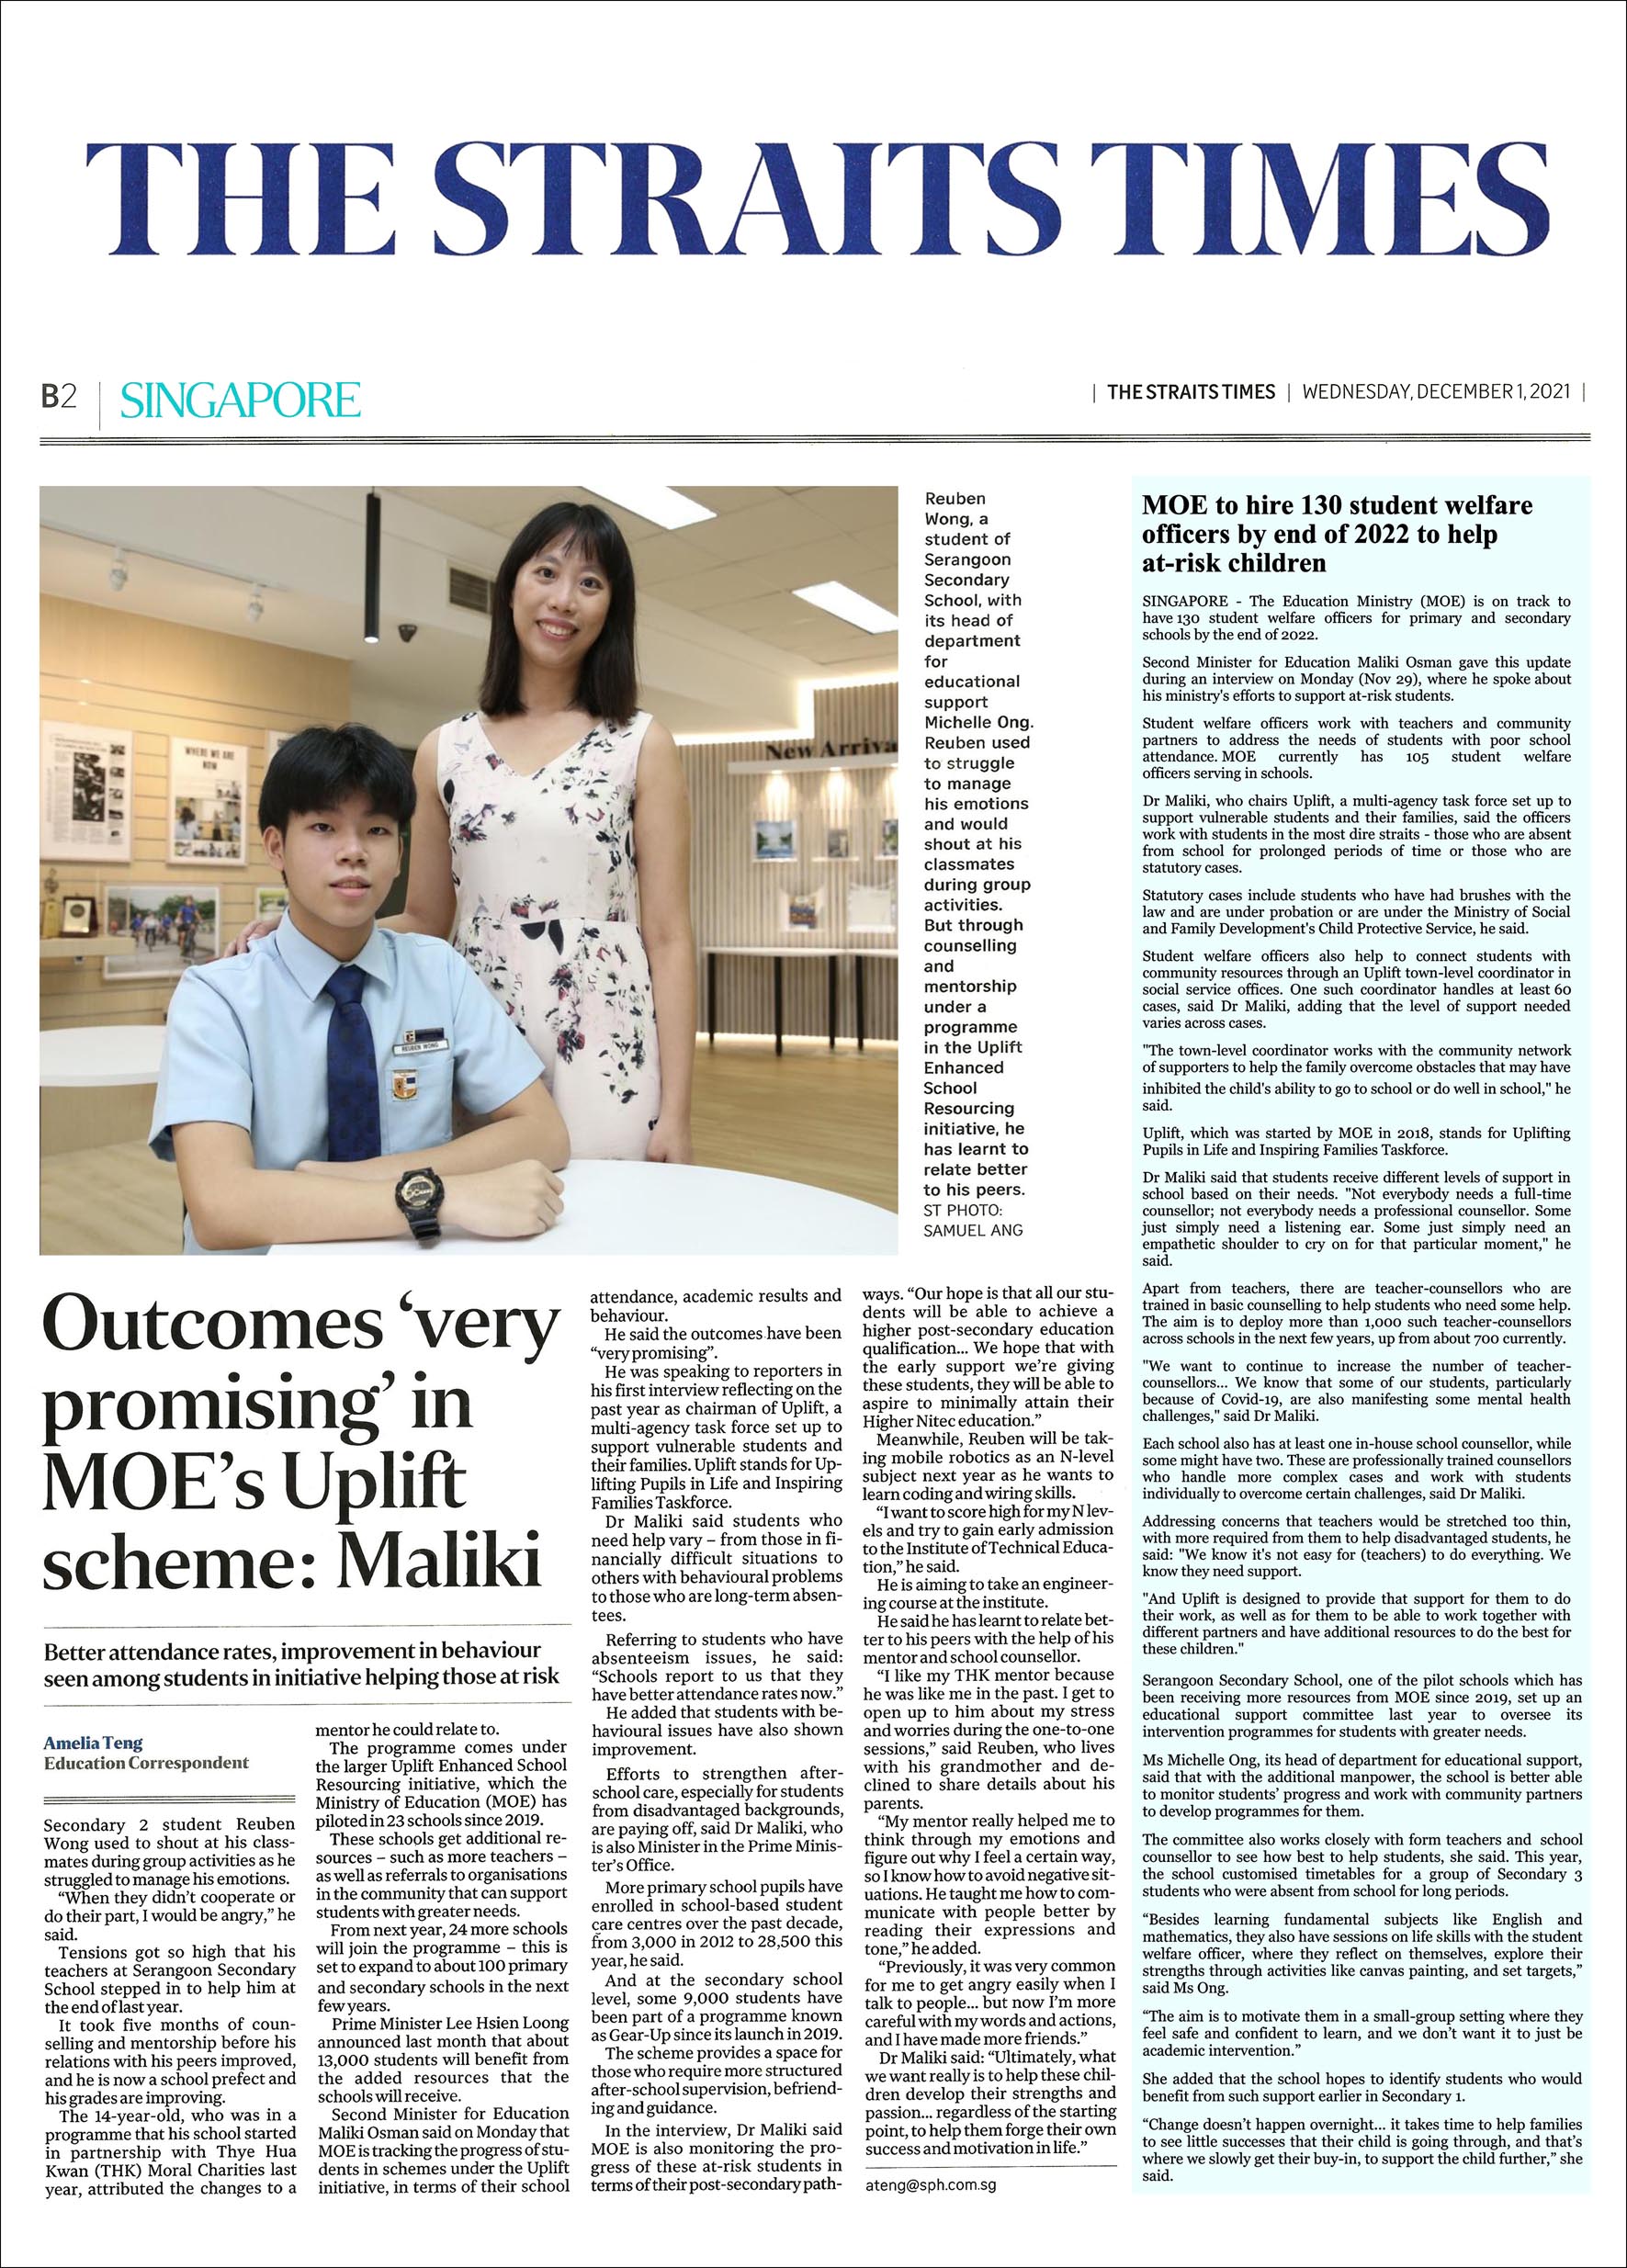 THE STRAITS TIMES
B2 | SINGAPORE
| THE STRAITS TIMES | WEDNESDAY, DECEMBER 1, 2021 |
WHERE WE ARE
NOW
New Arriva
REUBEN WONG
Reuben
Wong, a
student of
Serangoon
Secondary
School, with
its head of
department
for
educational
support
Michelle Ong.
Reuben used
to struggle
to manage
his emotions
and would
shout at his
classmates
during group
activities.
But through
counselling
and
mentorship
under a
programme
in the Uplift
Enhanced
School
Resourcing
initiative, he
has learnt to
relate better
to his peers.
ST PHOTO:
SAMUEL ANG
Outcomes ‘very
promising’ in
MOE’s Uplift
scheme: Maliki
Better attendance rates, improvement in behaviour
seen among students in initiative helping those at risk
Amelia Teng
Education Correspondent
Secondary 2 student Reuben
Wong used to shout at his class-
mates during group activities as he
struggled to manage his emotions.
“When they didn’t cooperate or
do their part, I would be angry,” he
said.
Tensions got so high that his
teachers at Serangoon Secondary
School stepped in to help him at
the end of last year.
It took five months of coun-
selling and mentorship before his
relations with his peers improved,
and he is now a school prefect and
his grades are improving.
The 14-year-old, who was in a
programme that his school started
in partnership with Thye Hua
Kwan (THK) Moral Charities last
year, attributed the changes to a
mentor he could relate to.
The programme comes under
the larger Uplift Enhanced School
Resourcing initiative, which the
Ministry of Education (MOE) has
piloted in 23 schools since 2019.
These schools get additional re-
sources – such as more teachers –
as well as referrals to organisations
in the community that can support
students with greater needs.
From next year, 24 more schools
will join the programme – this is
set to expand to about 100 primary
and secondary schools in the next
few years.
Prime Minister Lee Hsien Loong
announced last month that about
13,000 students will benefit from
the added resources that the
schools will receive.
Second Minister for Education
Maliki Osman said on Monday that
MOE is tracking the progress of stu-
dents in schemes under the Uplift
initiative, in terms of their school
attendance, academic results and
behaviour.
He said the outcomes have been
“very promising”.
He was speaking to reporters in
his first interview reflecting on the
past year as chairman of Uplift, a
multi-agency task force set up to
support vulnerable students and
their families. Uplift stands for Up-
lifting Pupils in Life and Inspiring
Families Taskforce.
Dr Maliki said students who
need help vary – from those in fi-
nancially difficult situations to
others with behavioural problems
to those who are long-term absen-
tees.
Referring to students who have
absenteeism issues, he said:
“Schools report to us that they
have better attendance rates now.”
He added that students with be-
havioural issues have also shown
improvement.
Efforts to strengthen after-
school care, especially for students
from disadvantaged backgrounds,
are paying off, said Dr Maliki, who
is also Minister in the Prime Minis-
ter’s Office.
More primary school pupils have
enrolled in school-based student
care centres over the past decade,
from 3,000 in 2012 to 28,500 this
year, he said.
And at the secondary school
level, some 9,000 students have
been part of a programme known
as Gear-Up since its launch in 2019.
The scheme provides a space for
those who require more structured
after-school supervision, befriend-
ing and guidance.
In the interview, Dr Maliki said
MOE is also monitoring the pro-
gress of these at-risk students in
terms of their post-secondary path-
ways. “Our hope is that all our stu-
dents will be able to achieve a
higher post-secondary education
qualification... We hope that with
the early support we’re giving
these students, they will be able to
aspire to minimally attain their
Higher Nitec education.”
Meanwhile, Reuben will be tak-
ing mobile robotics as an N-level
subject next year as he wants to
learn coding and wiring skills.
“I want to score high for my N lev-
els and try to gain early admission
to the Institute of Technical Educa-
tion,” he said.
He is aiming to take an engineer-
ing course at the institute.
He said he has learnt to relate bet-
ter to his peers with the help of his
mentor and school counsellor.
“I like my THK mentor because
he was like me in the past. I get to
open up to him about my stress
and worries during the one-to-one
sessions,” said Reuben, who lives
with his grandmother and de-
clined to share details about his
parents.
“My mentor really helped me to
think through my emotions and
figure out why I feel a certain way,
so I know how to avoid negative sit-
uations. He taught me how to com-
municate with people better by
reading their expressions and
tone,” he added.
“Previously, it was very common
for me to get angry easily when I
talk to people... but now I’m more
careful with my words and actions,
and I have made more friends.”
Dr Maliki said: “Ultimately, what
we want really is to help these chil-
dren develop their strengths and
passion... regardless of the starting
point, to help them forge their own
success and motivation in life.”
ateng@sph.com.sg
MOE to hire 130 student welfare
officers by end of 2022 to help
at-risk children
SINGAPORE - The Education Ministry (MOE) is on track to
have 130 student welfare officers for primary and secondary
schools by the end of 2022.
Second Minister for Education Maliki Osman gave this update
during an interview on Monday (Nov 29), where he spoke about
his ministry's efforts to support at-risk students.
Student welfare officers work with teachers and community
partners to address the needs of students with poor school
attendance. MOE currently has 105 student welfare
officers serving in schools.
Dr Maliki, who chairs Uplift, a multi-agency task force set up to
support vulnerable students and their families, said the officers
work with students in the most dire straits - those who are absent
from school for prolonged periods of time or those who are
statutory cases.
Statutory cases include students who have had brushes with the
law and are under probation or are under the Ministry of Social
and Family Development's Child Protective Service, he said.
Student welfare officers also help to connect students with
community resources through an Uplift town-level coordinator in
social service offices. One such coordinator handles at least 60
cases, said Dr Maliki, adding that the level of support needed
varies across cases.
"The town-level coordinator works with the community network
of supporters to help the family overcome obstacles that may have
inhibited the child's ability to go to school or do well in school," he
said.
Uplift, which was started by MOE in 2018, stands for Uplifting
Pupils in Life and Inspiring Families Taskforce.
Dr Maliki said that students receive different levels of support in
school based on their needs. "Not everybody needs a full-time
counsellor; not everybody needs a professional counsellor. Some
just simply need a listening ear. Some just simply need an
empathetic shoulder to cry on for that particular moment," he
said.
Apart from teachers, there are teacher-counsellors who are
trained in basic counselling to help students who need some help.
The aim is to deploy more than 1,000 such teacher-counsellors
across schools in the next few years, up from about 700 currently.
"We want to continue to increase the number of teacher-
counsellors... We know that some of our students, particularly
because of Covid-19, are also manifesting some mental health
challenges," said Dr Maliki.
Each school also has at least one in-house school counsellor, while
some might have two. These are professionally trained counsellors
who handle more complex cases and work with students
individually to overcome certain challenges, said Dr Maliki.
Addressing concerns that teachers would be stretched too thin,
with more required from them to help disadvantaged students, he
said: "We know it's not easy for (teachers) to do everything. We
know they need support.
"And Uplift is designed to provide that support for them to do
their work, as well as for them to be able to work together with
different partners and have additional resources to do the best for
these children."
Serangoon Secondary School, one of the pilot schools which has
been receiving more resources from MOE since 2019, set up an
educational support committee last year to oversee its
intervention programmes for students with greater needs.
Ms Michelle Ong, its head of department for educational support,
said that with the additional manpower, the school is better able
to monitor students’ progress and work with community partners
to develop programmes for them.
The committee also works closely with form teachers and school
counsellor to see how best to help students, she said. This year,
the school customised timetables for a group of Secondary 3
students who were absent from school for long periods.
“Besides learning fundamental subjects like English and
mathematics, they also have sessions on life skills with the student
welfare officer, where they reflect on themselves, explore their
strengths through activities like canvas painting, and set targets,”
said Ms Ong.
“The aim is to motivate them in a small-group setting where they
feel safe and confident to learn, and we don’t want it to just be
academic intervention.”
She added that the school hopes to identify students who would
benefit from such support earlier in Secondary 1.
“Change doesn’t happen overnight... it takes time to help families
to see little successes that their child is going through, and that’s
where we slowly get their buy-in, to support the child further,” she
said.